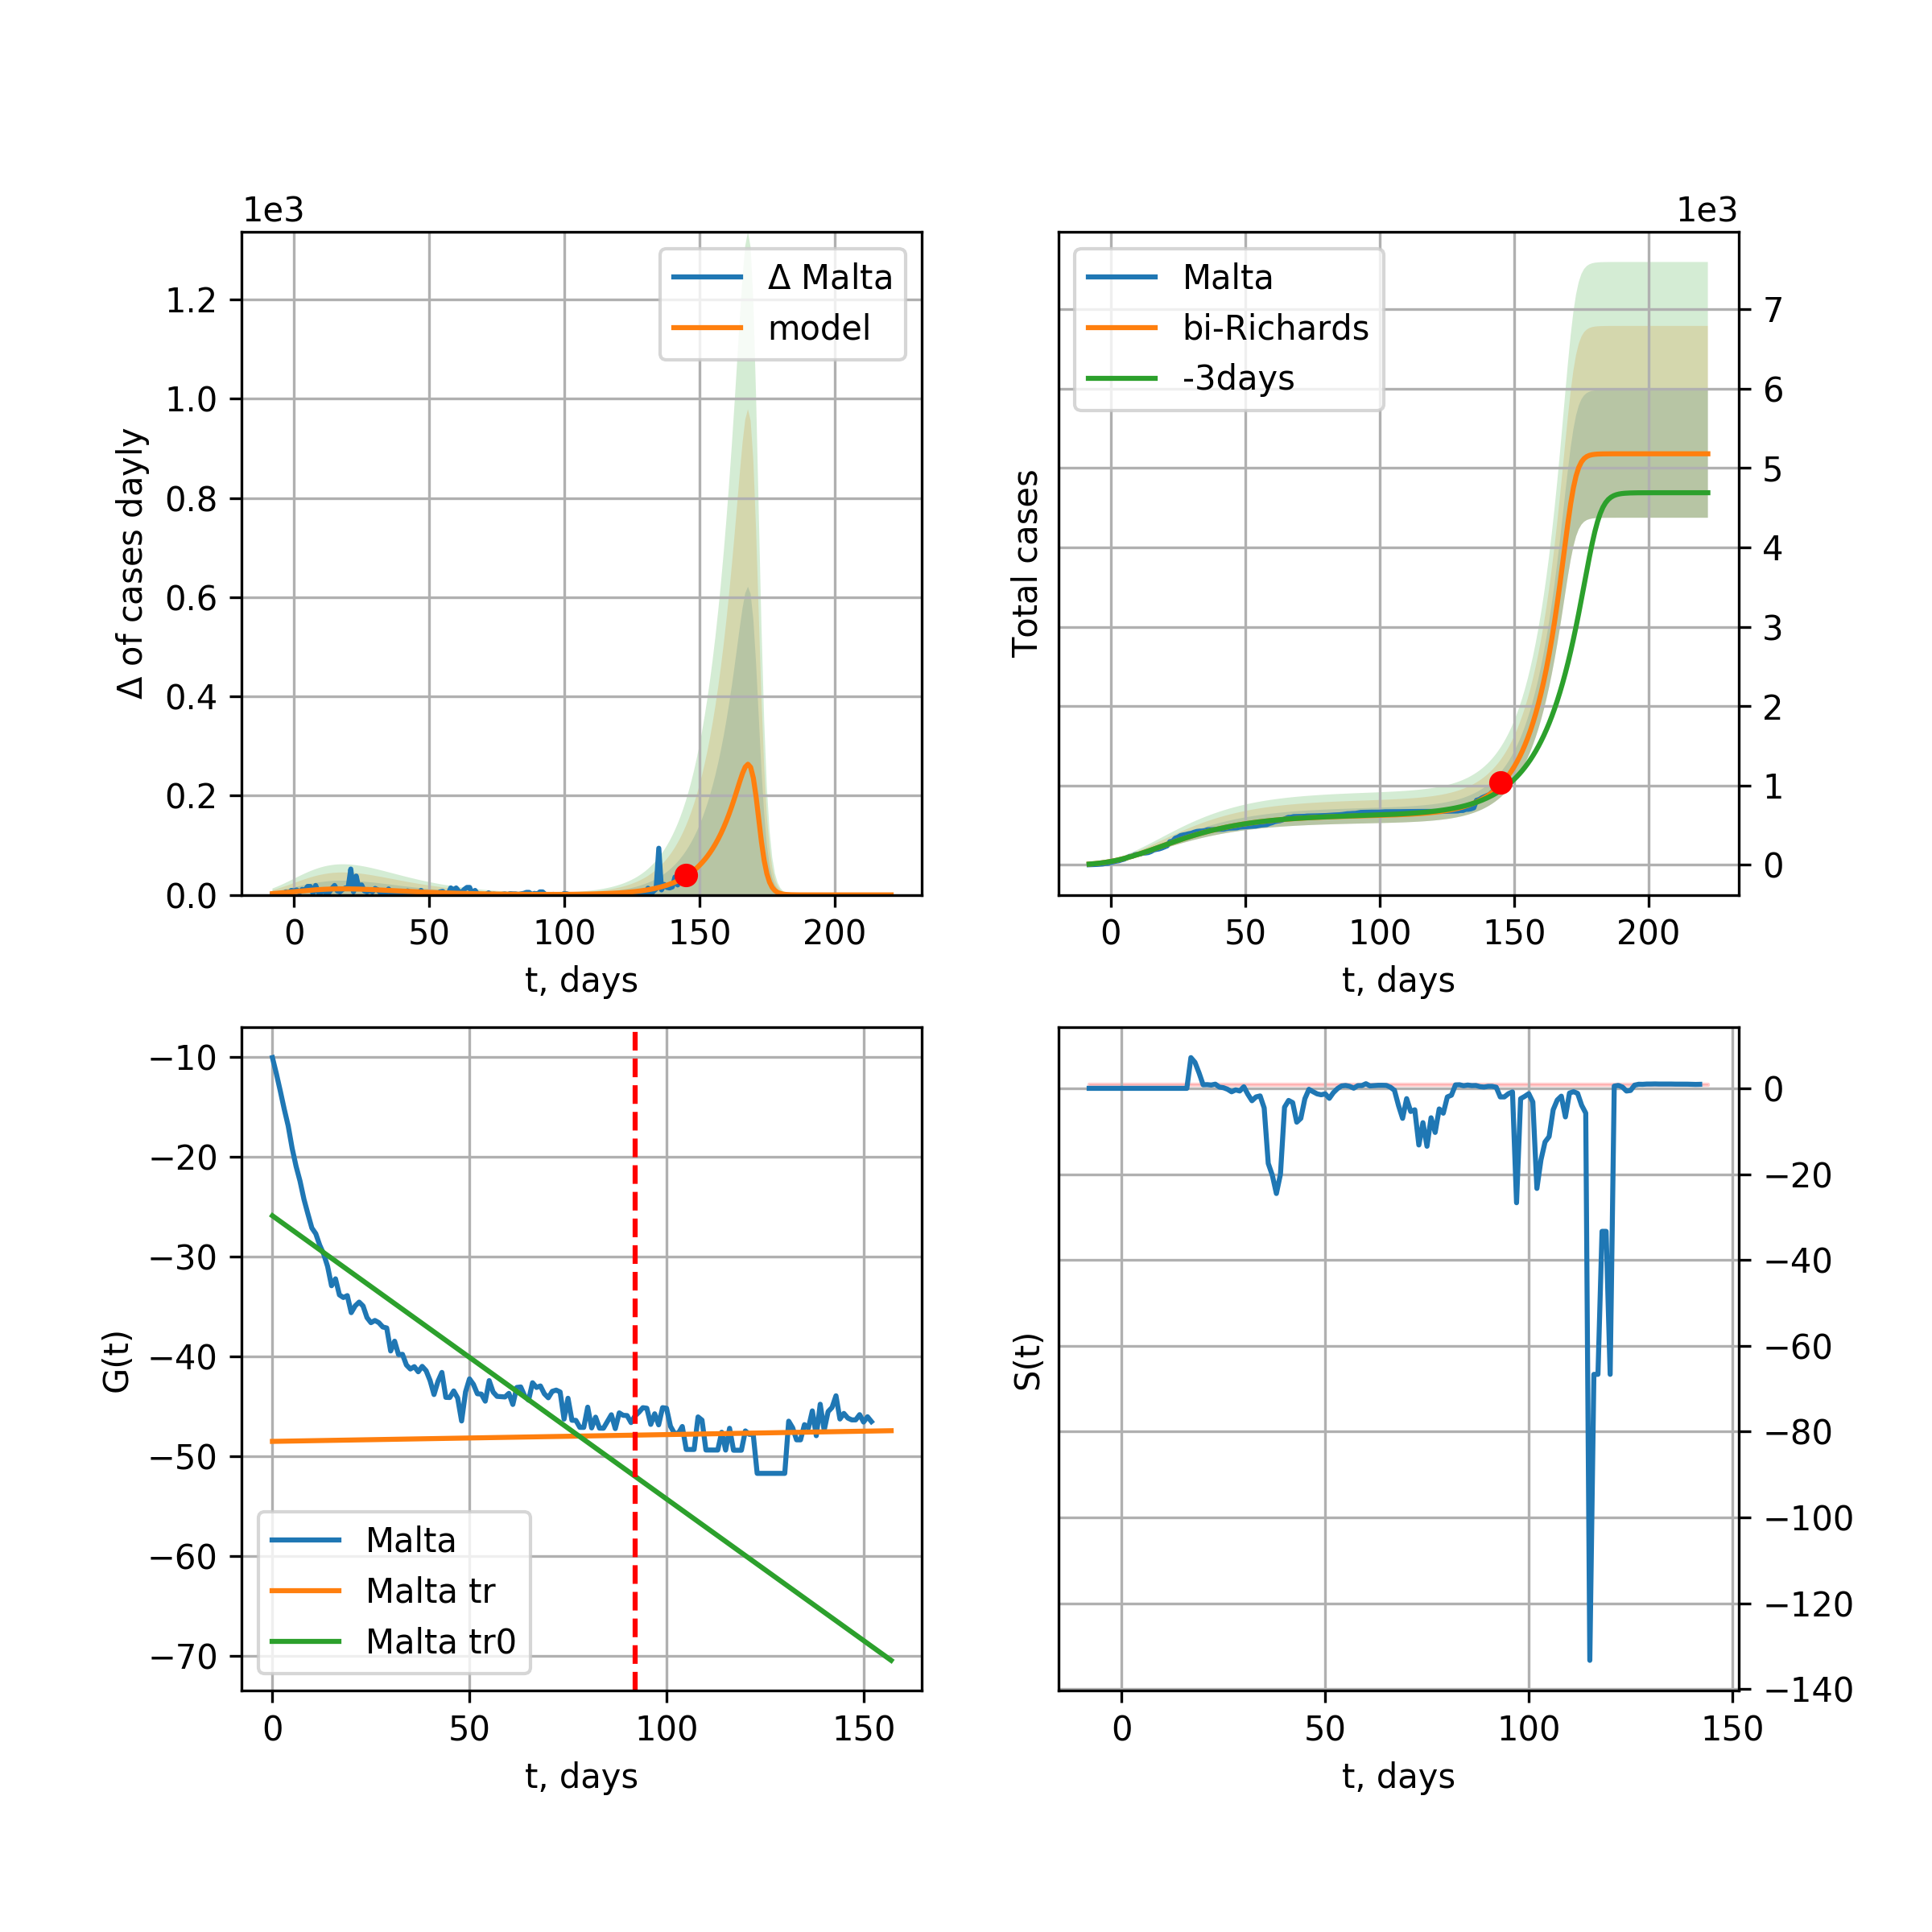 1e3
Δ of cases dayly
1.2
1.0
0.8
0.6
0.4
0.2
0.0
Δ Malta
model
0 50 100 150 200
t, days
1e3
Total cases
Malta
bi-Richards
-3days
7
6
5
4
3
2
1
0
0 50 100 150 200
t, days
G(t)
−10
−20
−30
−40
−50
−60
−70
Malta
Malta tr
Malta tr0
0 50 100 150
t, days
S(t)
0
−20
−40
−60
−80
−100
−120
−140
0 50 100 150
t, days